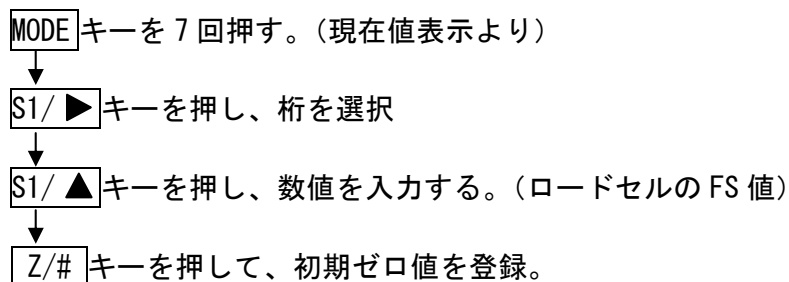 MODE キーを7回押す。(現在値表示より)
S1/ ▶ キーを押し、桁を選択
S1/ ▲ キーを押し、数値を入力する。(ロードセルの FS 値)
Z/# キーを押して、初期ゼロ値を登録。